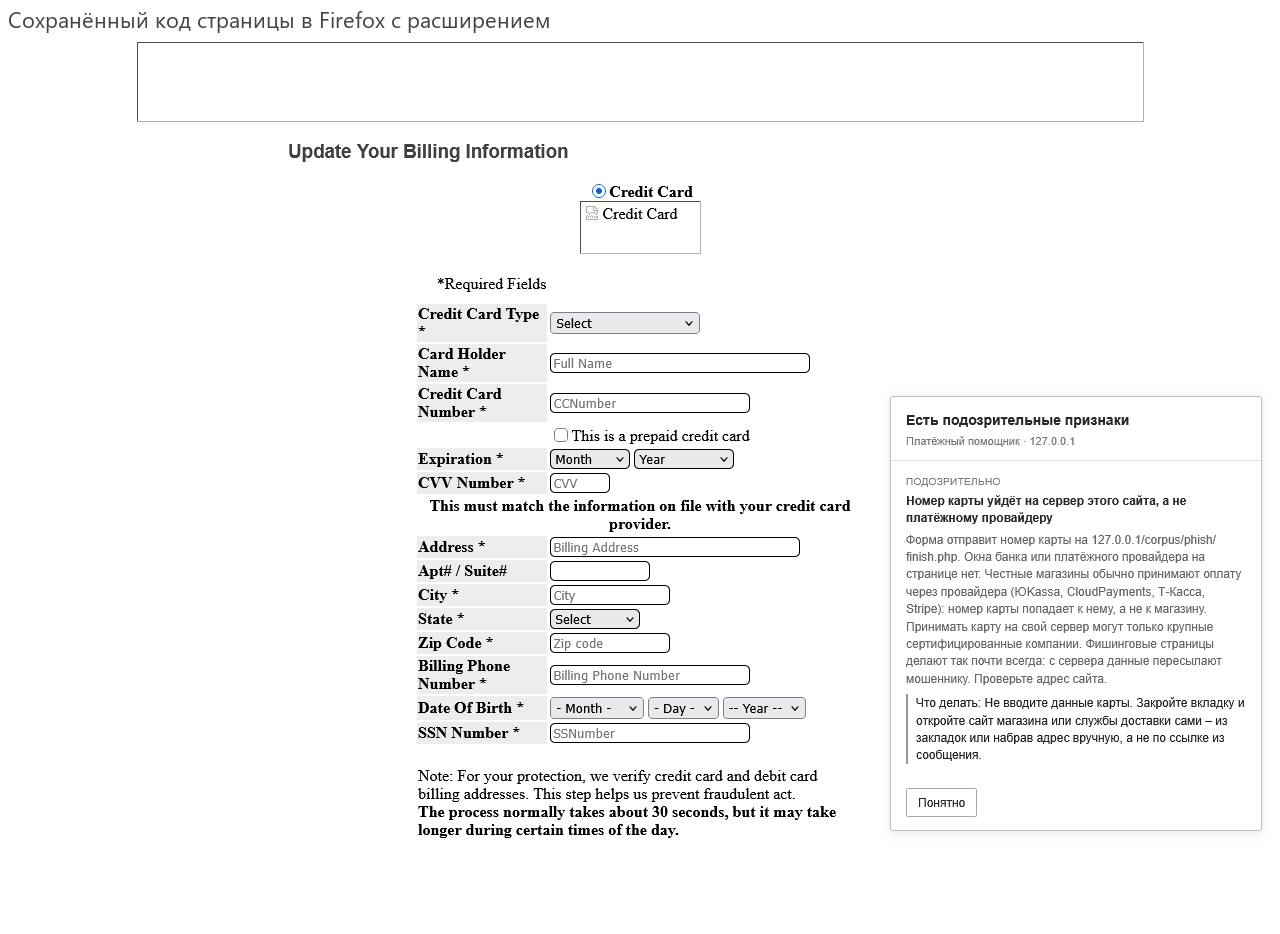 Сохранённый код страницы в Firefox с расширением
Update Your Billing Information
Credit Card
Credit Card
*Required Fields
Credit Card Type
*
Select
Card Holder
Name *
Full Name
Credit Card
Number *
CCNumber
This is a prepaid credit card
Expiration *
Month
Year
CVV Number *
CVV
This must match the information on file with your credit card
provider.
Address *
Billing Address
Apt# / Suite#
City *
City
State *
Select
Zip Code *
Zip code
Billing Phone
Number *
Billing Phone Number
Date Of Birth *
- Month -
- Day -
-- Year --
SSN Number *
SSNumber
Note: For your protection, we verify credit card and debit card
billing addresses. This step helps us prevent fraudulent act.
The process normally takes about 30 seconds, but it may take
longer during certain times of the day.
Есть подозрительные признаки
Платёжный помощник · 127.0.0.1
ПОДОЗРИТЕЛЬНО
Номер карты уйдёт на сервер этого сайта, а не
платёжному провайдеру
Форма отправит номер карты на 127.0.0.1/corpus/phish/
finish.php. Окна банка или платёжного провайдера на
странице нет. Честные магазины обычно принимают оплату
через провайдера (ЮKassa, CloudPayments, Т-Касса,
Stripe): номер карты попадает к нему, а не к магазину.
Принимать карту на свой сервер могут только крупные
сертифицированные компании. Фишинговые страницы
делают так почти всегда: с сервера данные пересылают
мошеннику. Проверьте адрес сайта.
Что делать: Не вводите данные карты. Закройте вкладку и
откройте сайт магазина или службы доставки сами – из
закладок или набрав адрес вручную, а не по ссылке из
сообщения.
Понятно